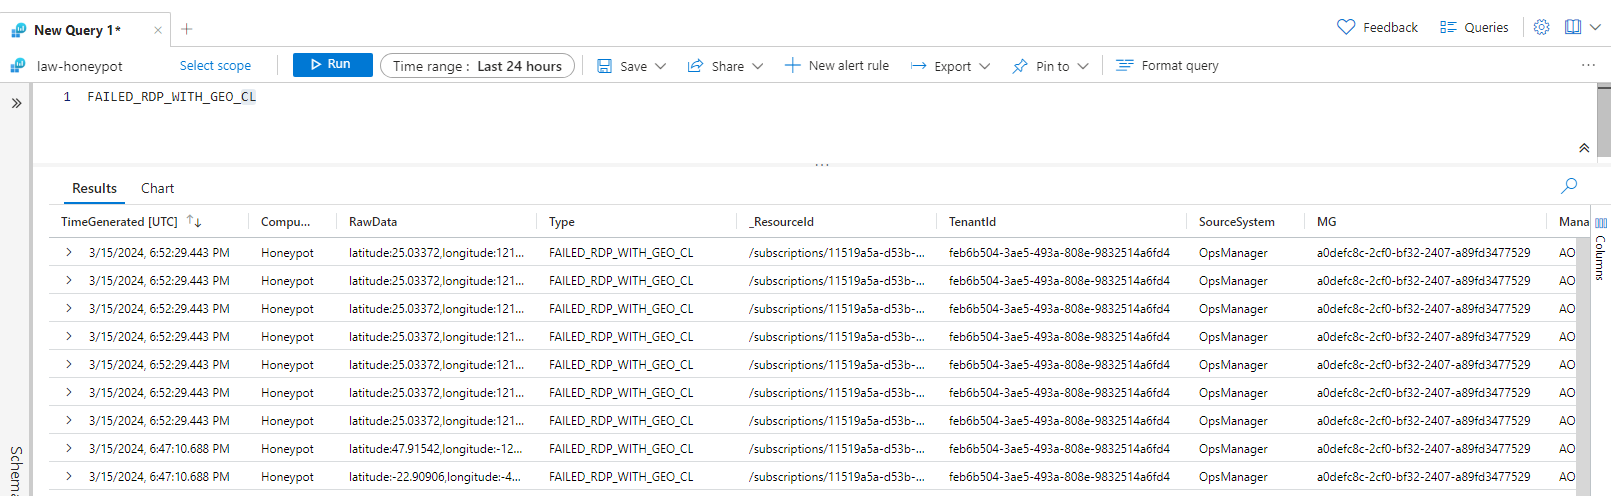 New Query 1*
Feedback Queries
law-honeypot Select scope Run Time range : Last 24 hours Save Share New alert rule Export Pin to Format query
1 FAILED_RDP_WITH_GEO_CL
Results Chart
TimeGenerated [UTC] Compu... RawData Type _ResourceId TenantId SourceSystem MG Mana
3/15/2024, 6:52:29.443 PM Honeypot latitude:25.03372,longitude:121... FAILED_RDP_WITH_GEO_CL /subscriptions/11519a5a-d53b-... feb6b504-3ae5-493a-808e-9832514a6fd4 OpsManager a0defc8c-2cf0-bf32-2407-a89fd3477529 AO
3/15/2024, 6:52:29.443 PM Honeypot latitude:25.03372,longitude:121... FAILED_RDP_WITH_GEO_CL /subscriptions/11519a5a-d53b-... feb6b504-3ae5-493a-808e-9832514a6fd4 OpsManager a0defc8c-2cf0-bf32-2407-a89fd3477529 AO
3/15/2024, 6:52:29.443 PM Honeypot latitude:25.03372,longitude:121... FAILED_RDP_WITH_GEO_CL /subscriptions/11519a5a-d53b-... feb6b504-3ae5-493a-808e-9832514a6fd4 OpsManager a0defc8c-2cf0-bf32-2407-a89fd3477529 AO
3/15/2024, 6:52:29.443 PM Honeypot latitude:25.03372,longitude:121... FAILED_RDP_WITH_GEO_CL /subscriptions/11519a5a-d53b-... feb6b504-3ae5-493a-808e-9832514a6fd4 OpsManager a0defc8c-2cf0-bf32-2407-a89fd3477529 AO
3/15/2024, 6:52:29.443 PM Honeypot latitude:25.03372,longitude:121... FAILED_RDP_WITH_GEO_CL /subscriptions/11519a5a-d53b-... feb6b504-3ae5-493a-808e-9832514a6fd4 OpsManager a0defc8c-2cf0-bf32-2407-a89fd3477529 AO
3/15/2024, 6:52:29.443 PM Honeypot latitude:25.03372,longitude:121... FAILED_RDP_WITH_GEO_CL /subscriptions/11519a5a-d53b-... feb6b504-3ae5-493a-808e-9832514a6fd4 OpsManager a0defc8c-2cf0-bf32-2407-a89fd3477529 AO
3/15/2024, 6:52:29.443 PM Honeypot latitude:25.03372,longitude:121... FAILED_RDP_WITH_GEO_CL /subscriptions/11519a5a-d53b-... feb6b504-3ae5-493a-808e-9832514a6fd4 OpsManager a0defc8c-2cf0-bf32-2407-a89fd3477529 AO
3/15/2024, 6:47:10.688 PM Honeypot latitude:47.91542,longitude:-12... FAILED_RDP_WITH_GEO_CL /subscriptions/11519a5a-d53b-... feb6b504-3ae5-493a-808e-9832514a6fd4 OpsManager a0defc8c-2cf0-bf32-2407-a89fd3477529 AO
3/15/2024, 6:47:10.688 PM Honeypot latitude:-22.90906,longitude:-4... FAILED_RDP_WITH_GEO_CL /subscriptions/11519a5a-d53b-... feb6b504-3ae5-493a-808e-9832514a6fd4 OpsManager a0defc8c-2cf0-bf32-2407-a89fd3477529 AO
Columns
Schema